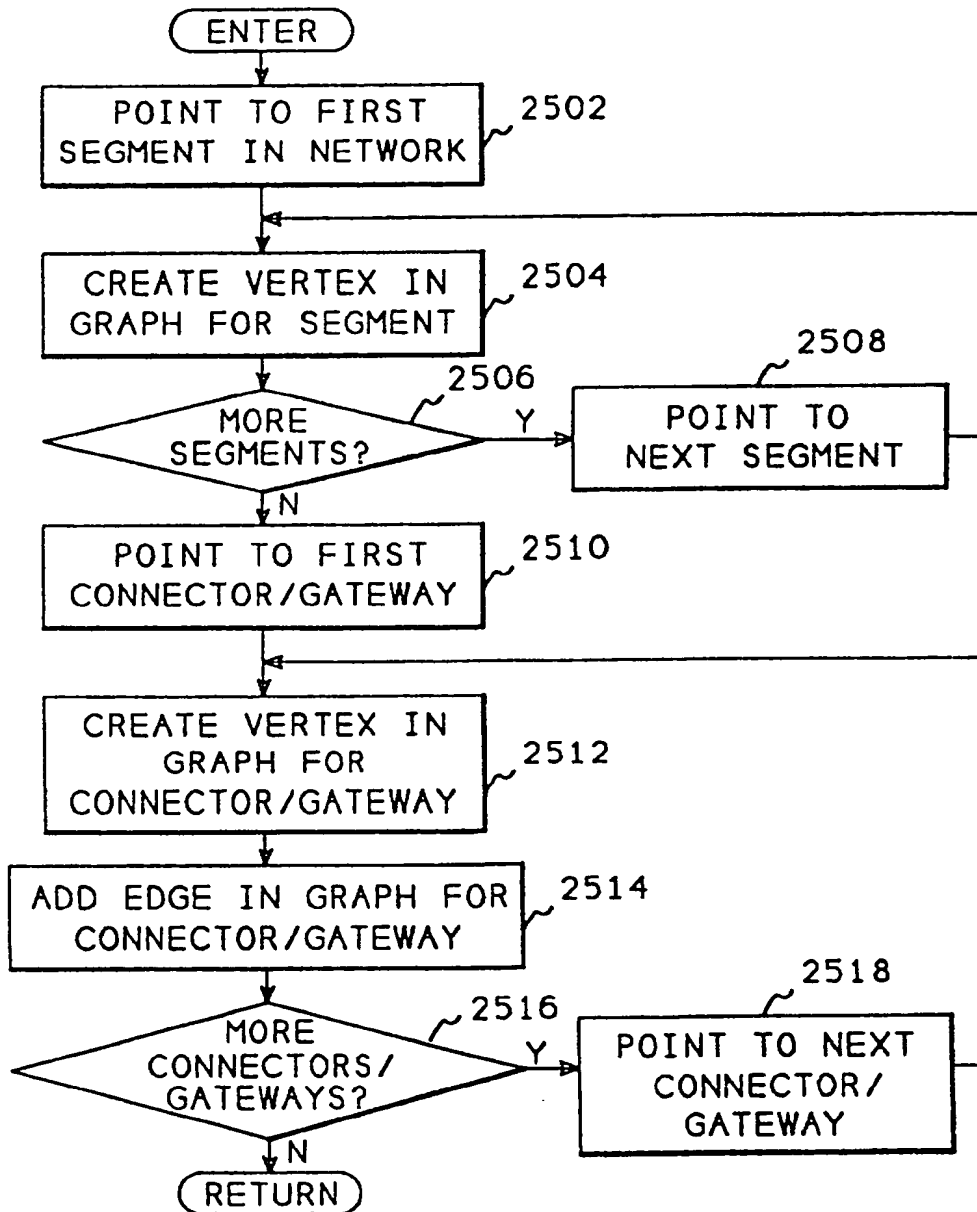 ENTER
POINT TO FIRST
SEGMENT IN NETWORK
2502
CREATE VERTEX IN
GRAPH FOR SEGMENT
2504
MORE
SEGMENTS?
2506
Y
POINT TO
NEXT SEGMENT
2508
N
POINT TO FIRST
CONNECTOR/GATEWAY
2510
CREATE VERTEX IN
GRAPH FOR
CONNECTOR/GATEWAY
2512
ADD EDGE IN GRAPH FOR
CONNECTOR/GATEWAY
2514
MORE
CONNECTORS/
GATEWAYS?
2516
Y
POINT TO NEXT
CONNECTOR/
GATEWAY
2518
N
RETURN